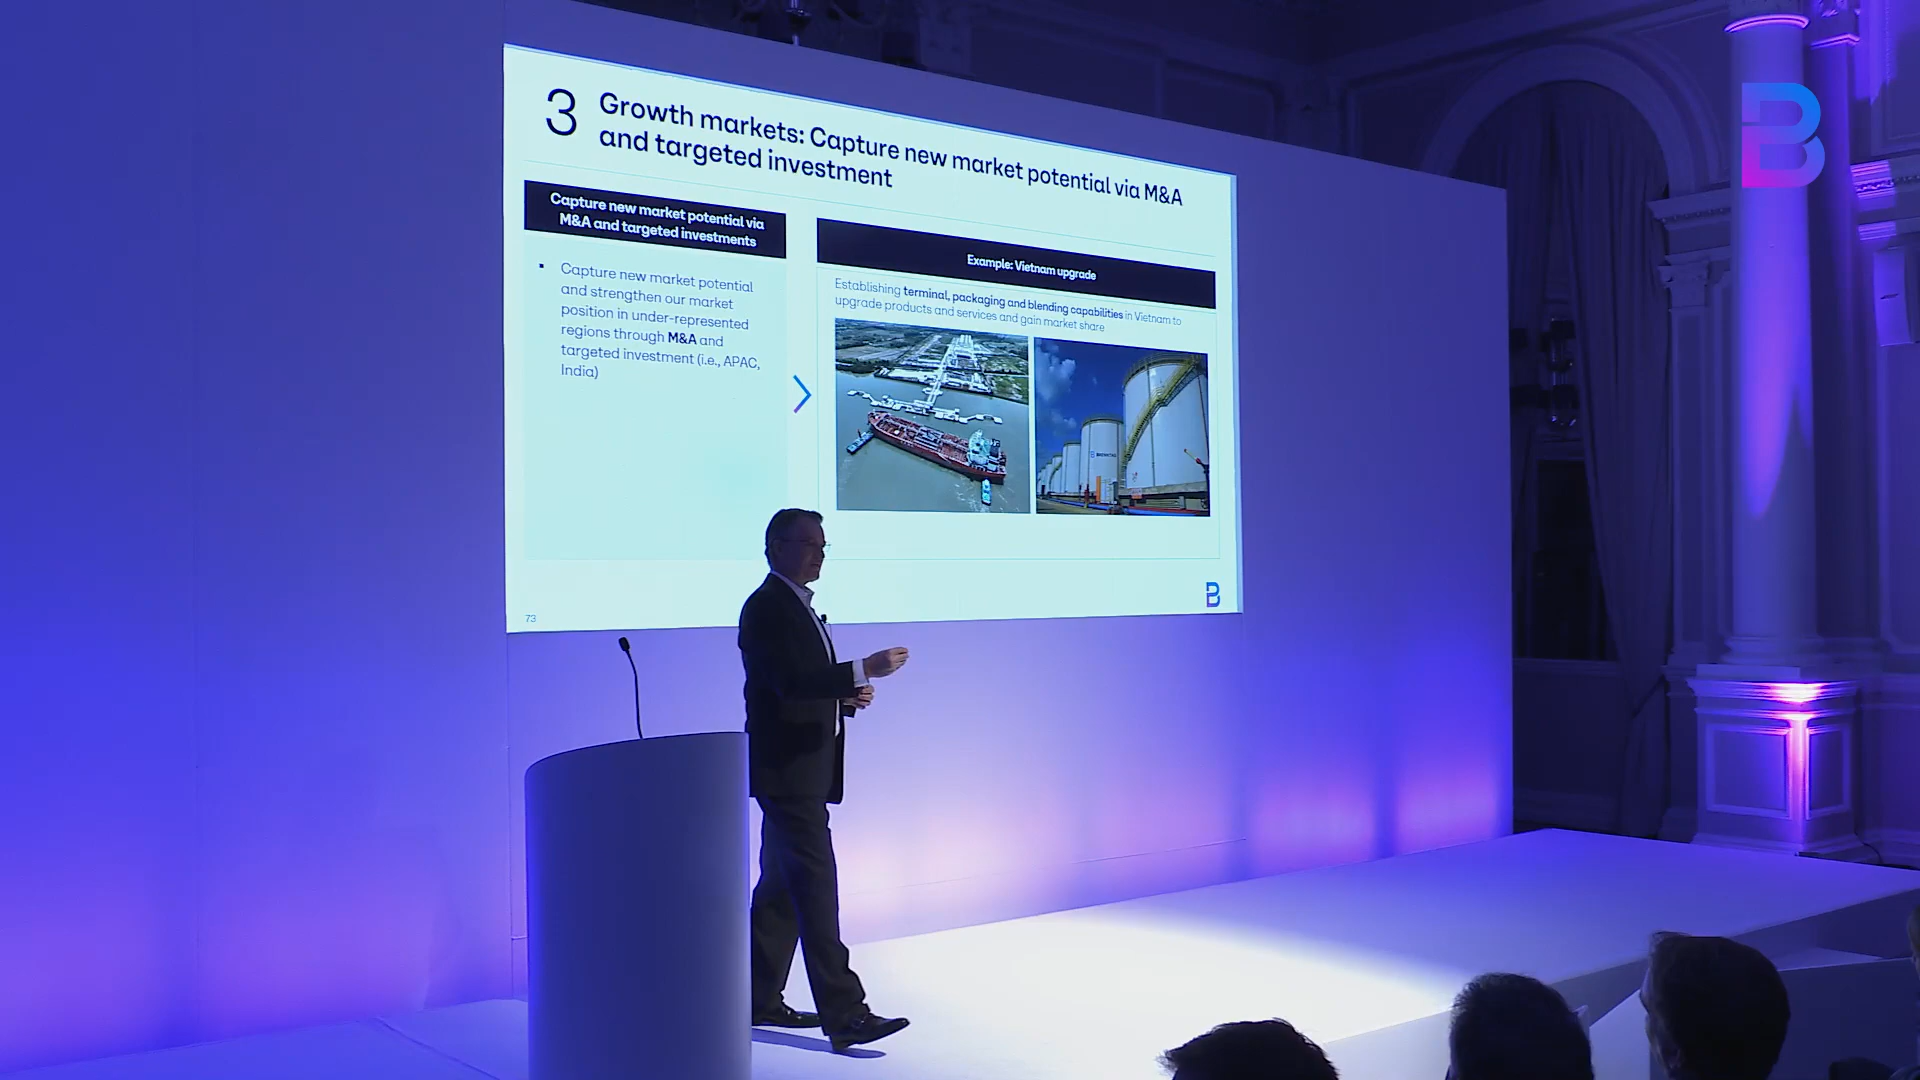 3
Growth markets: Capture new market potential via M&A
and targeted investment
Capture new market potential via
M&A and targeted investments
▪ Capture new market potential
and strengthen our market
position in under-represented
regions through M&A and
targeted investment (i.e., APAC,
India)
Example: Vietnam upgrade
Establishing terminal, packaging and blending capabilities in Vietnam to
upgrade products and services and gain market share
BRENNTAG
73
B
B